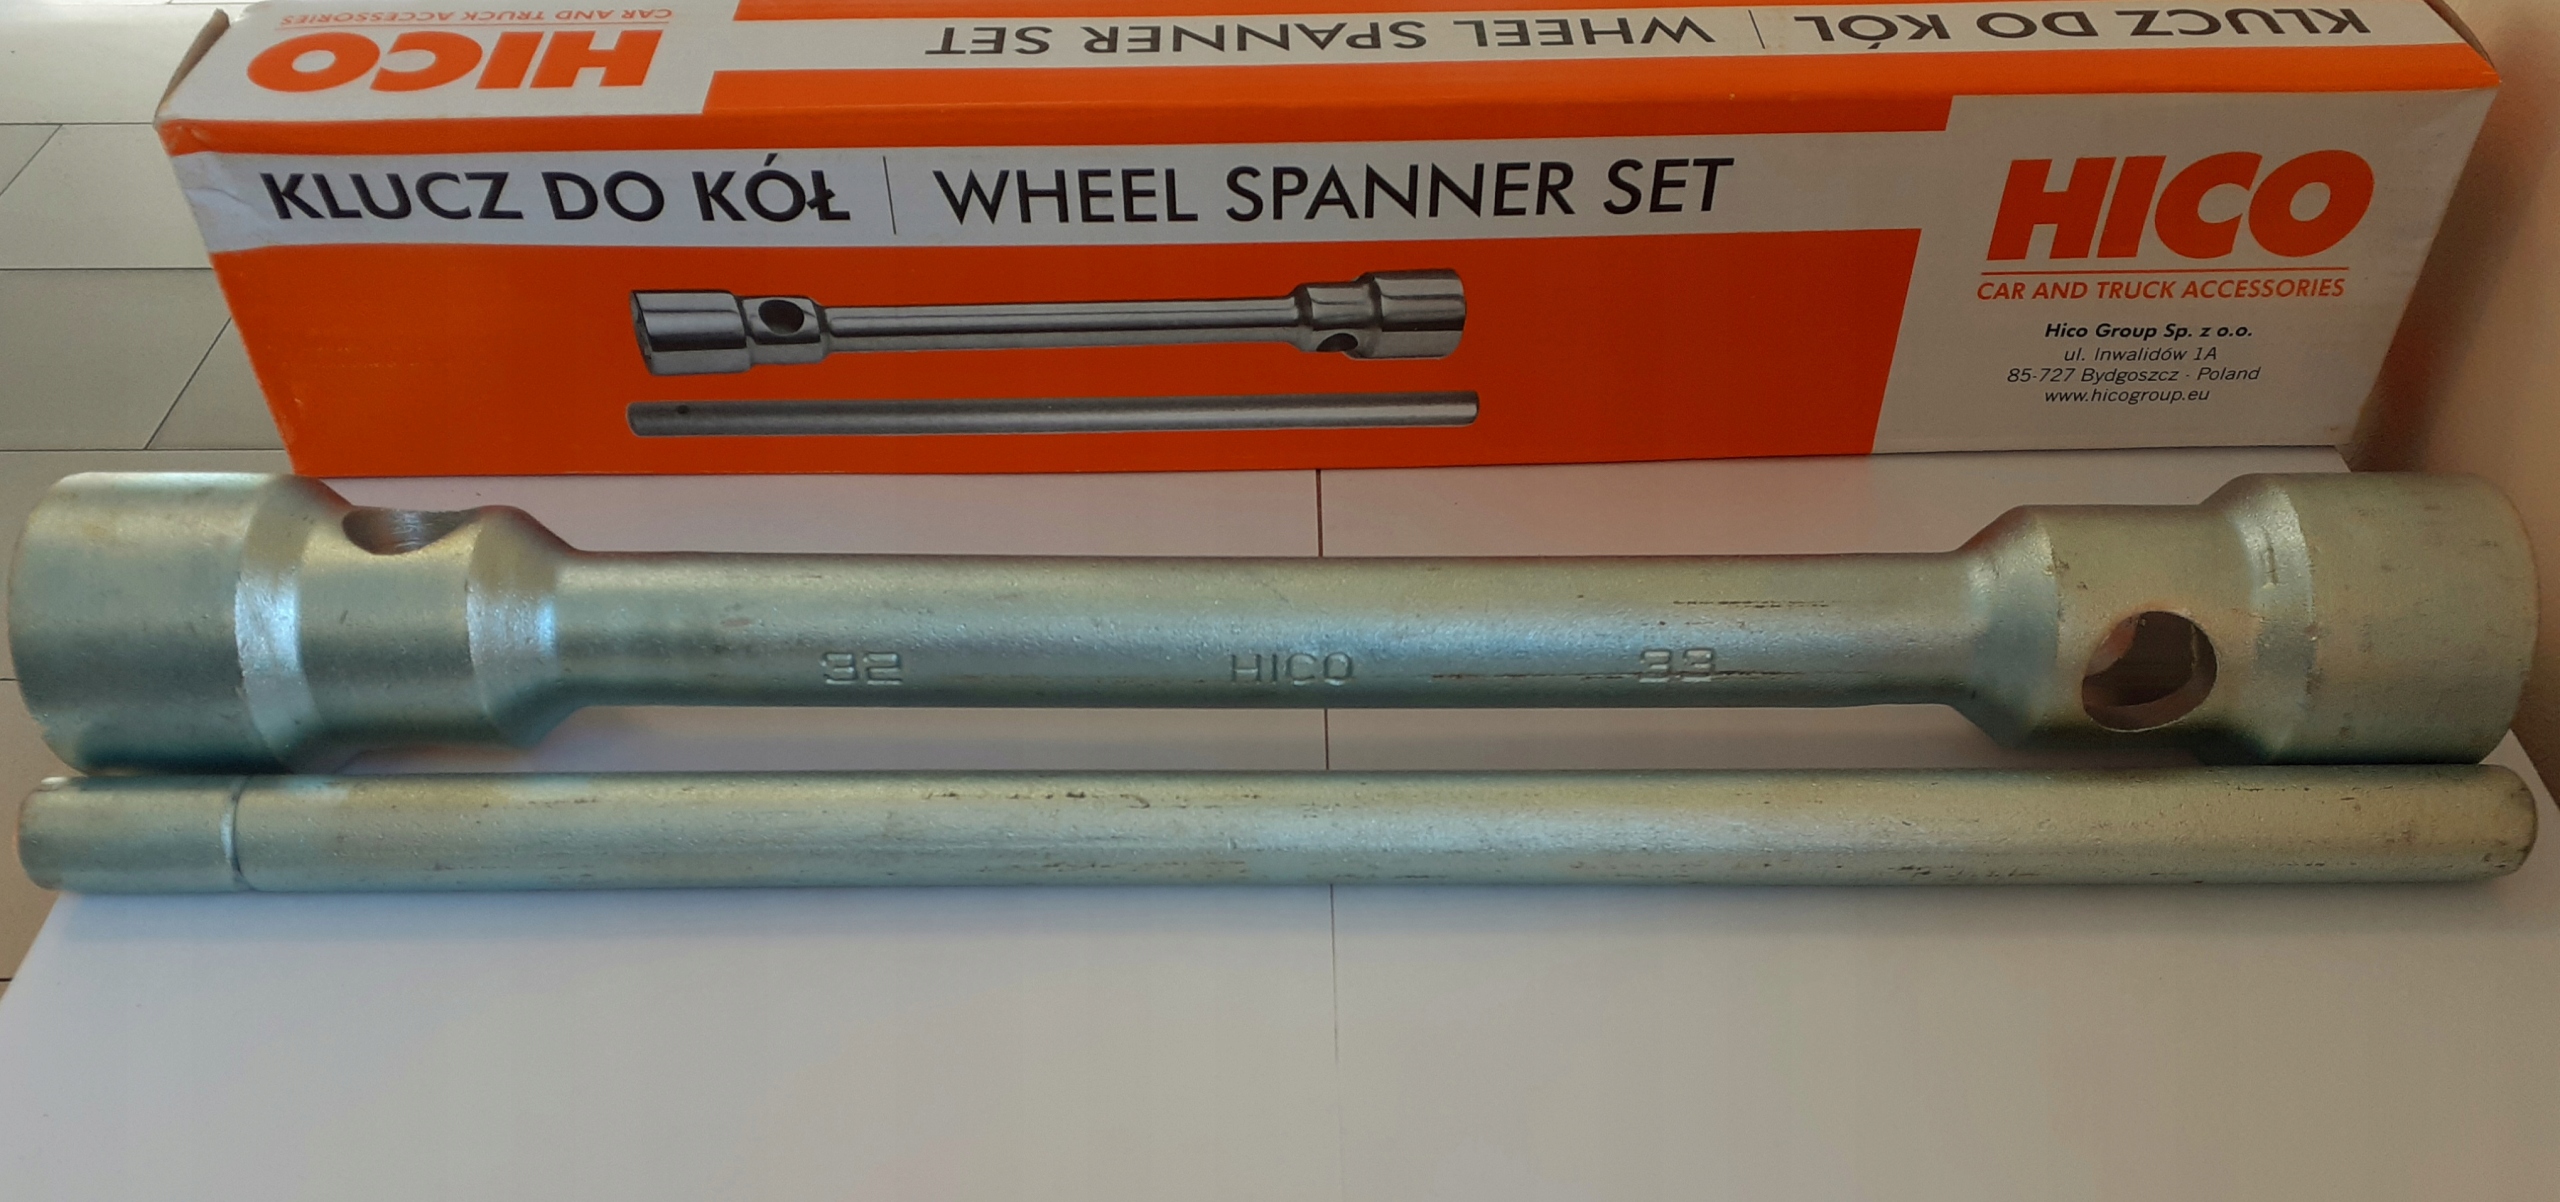 KLUCZ DO KÓŁ | WHEEL SPANNER SET
HICO
CAR AND TRUCK ACCESSORIES
KLUCZ DO KÓŁ | WHEEL SPANNER SET
HICO
CAR AND TRUCK ACCESSORIES
Hico Group Sp. z o.o.
ul. Inwalidów 1A
85-727 Bydgoszcz - Poland
www.hicogroup.eu
32 HICO 33